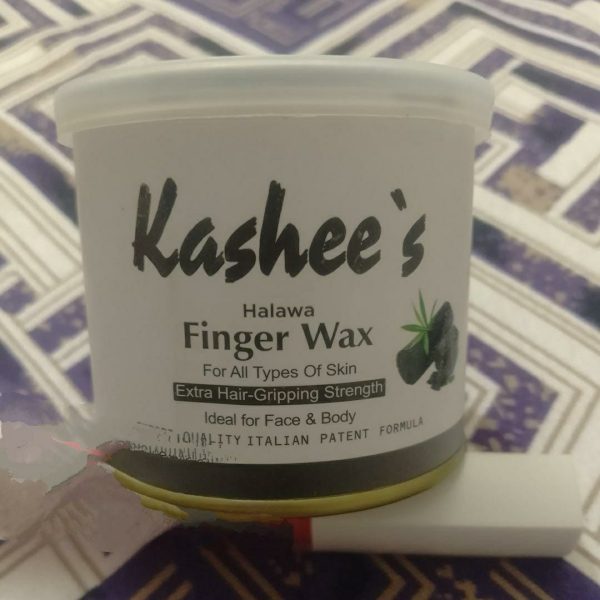 Kashee`s
Halawa
Finger Wax
For All Types Of Skin
Extra Hair-Gripping Strength
Ideal for Face & Body
ITALIAN PATENT FORMULA